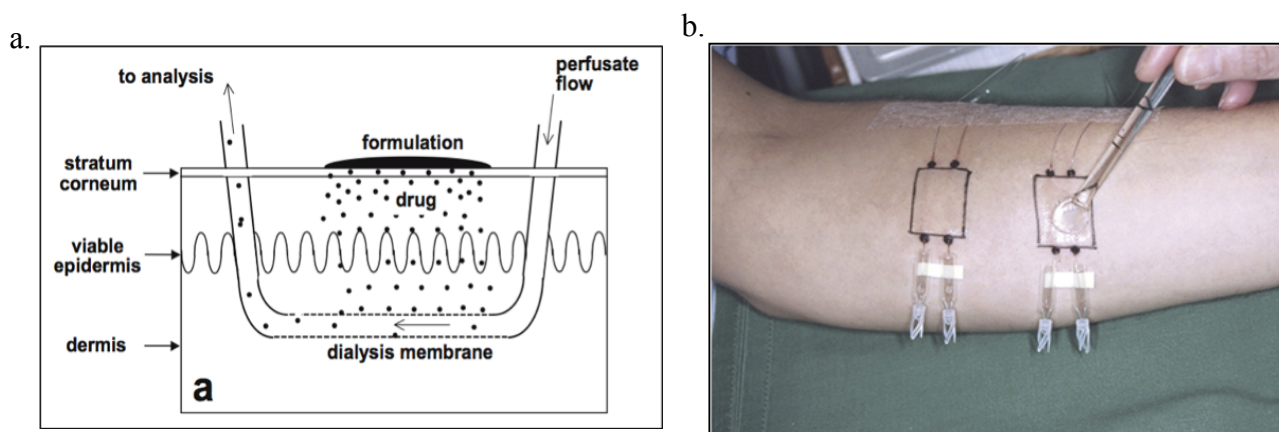 a.
b.
to analysis
perfusate
flow
formulation
stratum
corneum
drug
viable
epidermis
dialysis membrane
dermis
a